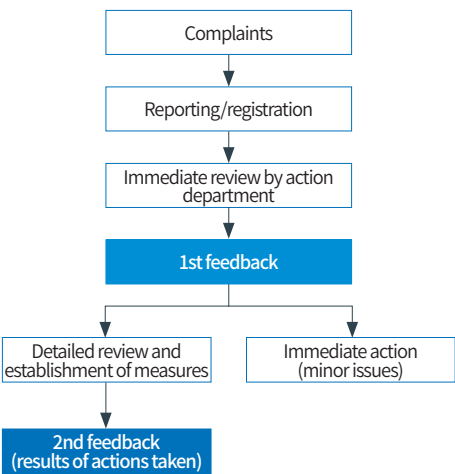 Complaints
Reporting/registration
Immediate review by action
department
1st feedback
Detailed review and
establishment of measures
Immediate action
(minor issues)
2nd feedback
(results of actions taken)